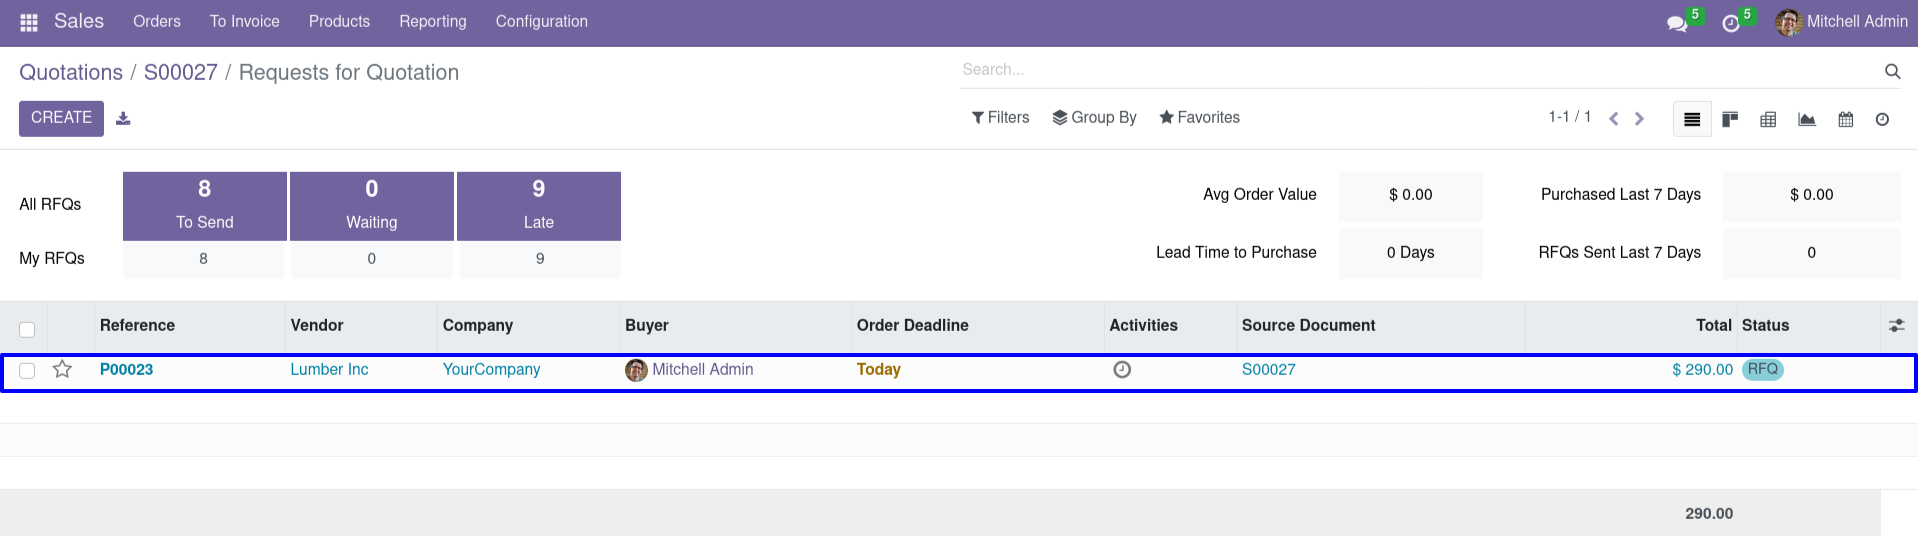 Sales Orders To Invoice Products Reporting Configuration 5 5 Mitchell Admin
Quotations / S00027 / Requests for Quotation
Search...
CREATE
Filters Group By Favorites 1-1 / 1
All RFQs
8 To Send
0 Waiting
9 Late
My RFQs 8 0 9
Avg Order Value $ 0.00 Purchased Last 7 Days $ 0.00
Lead Time to Purchase 0 Days RFQs Sent Last 7 Days 0
Reference Vendor Company Buyer Order Deadline Activities Source Document Total Status
P00023 Lumber Inc YourCompany Mitchell Admin Today S00027 $ 290.00 RFQ
290.00